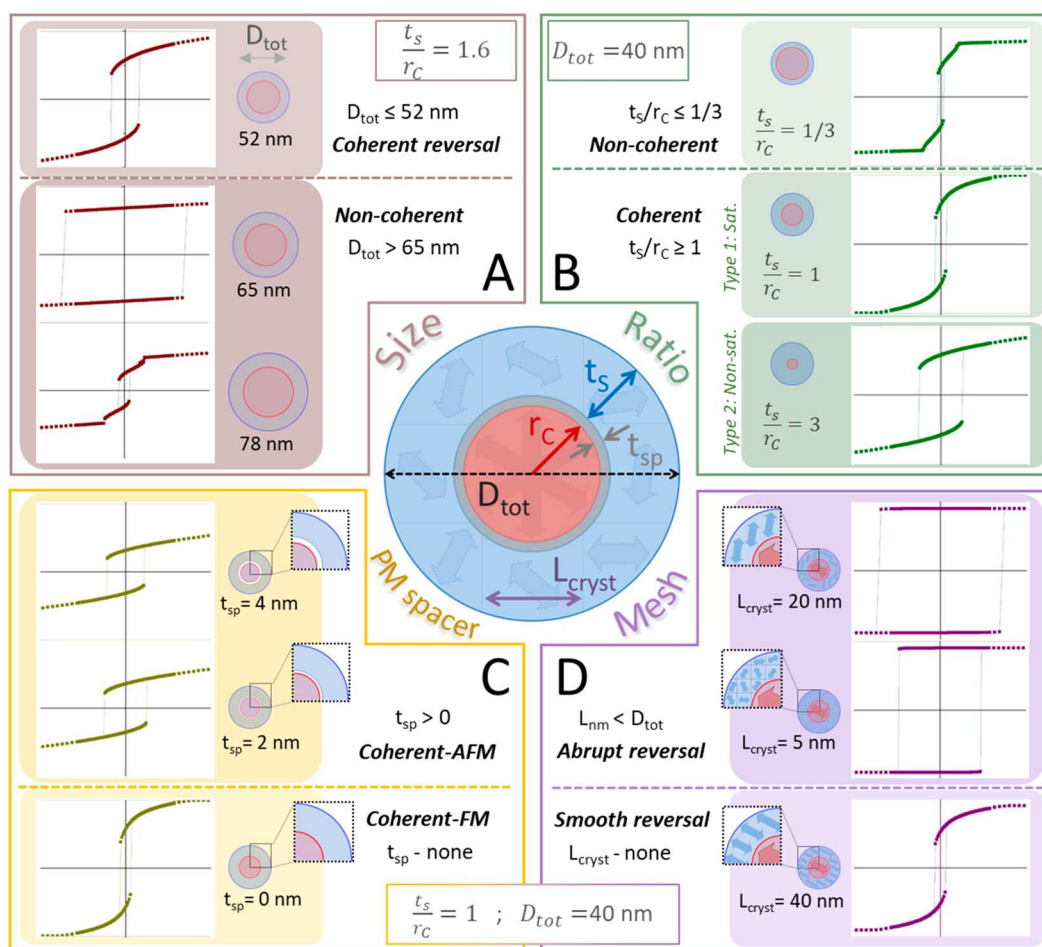 D_tot
52 nm
t_s/r_C = 1.6
D_tot ≤ 52 nm
Coherent reversal
Non-coherent
D_tot > 65 nm
65 nm
78 nm
A
D_tot = 40 nm
t_S/r_C ≤ 1/3
Non-coherent
t_s/r_C = 1/3
Coherent
t_S/r_C ≥ 1
Type 1: Sat.
t_s/r_C = 1
Type 2: Non-sat.
t_s/r_C = 3
B
Size
Ratio
t_S
r_C
t_sp
D_tot
L_cryst
PM spacer
Mesh
t_sp= 4 nm
t_sp= 2 nm
C
t_sp > 0
Coherent-AFM
Coherent-FM
t_sp - none
t_sp= 0 nm
D
L_nm < D_tot
Abrupt reversal
L_cryst= 20 nm
L_cryst= 5 nm
Smooth reversal
L_cryst - none
L_cryst= 40 nm
t_s/r_C = 1 ; D_tot =40 nm